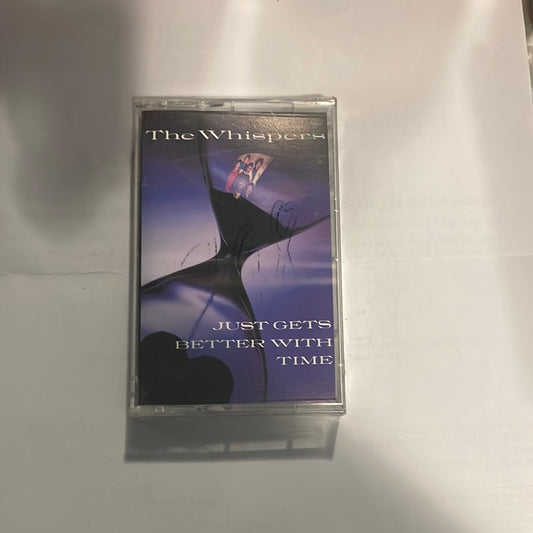 The Whispers
JUST GETS
BETTER WITH
TIME